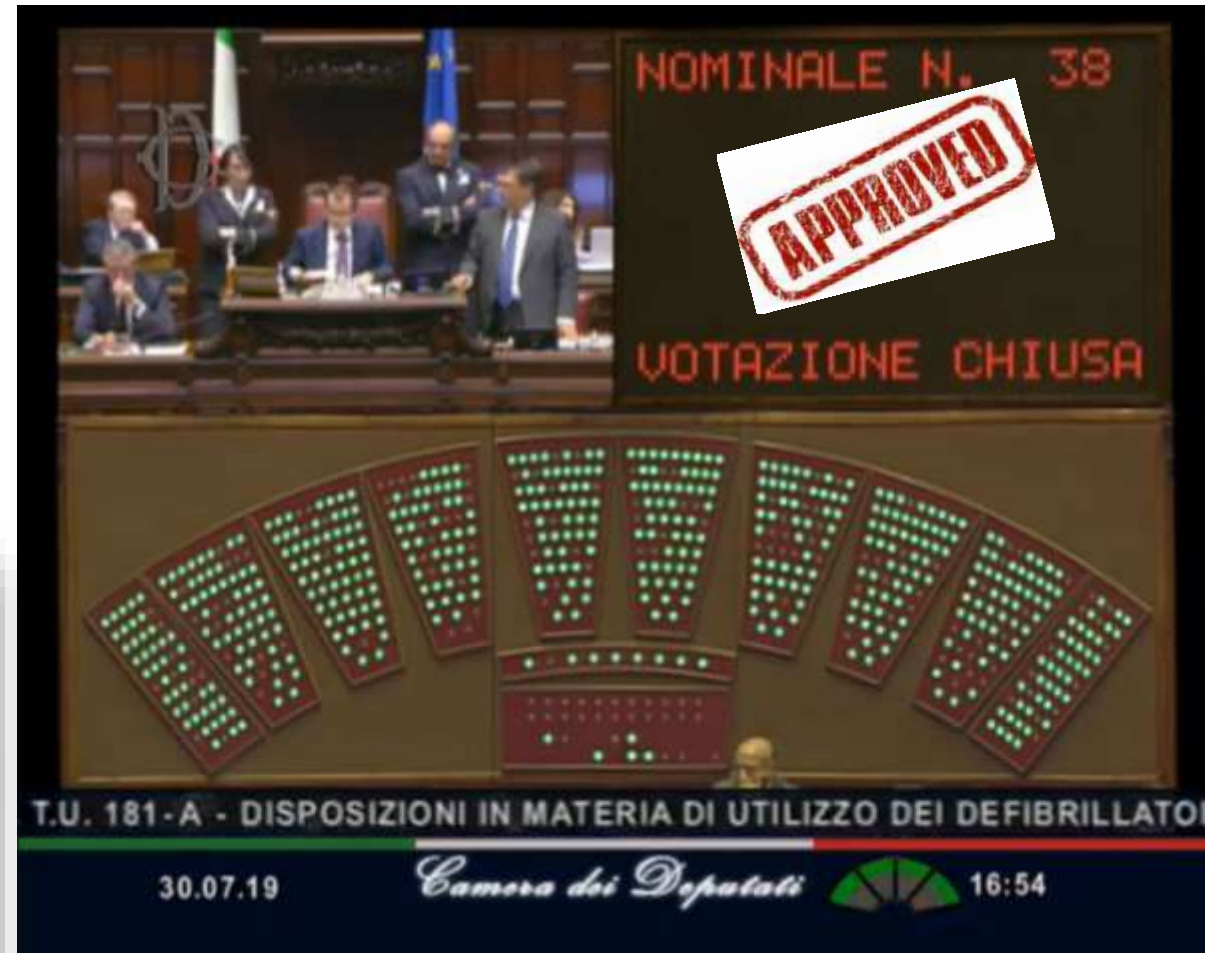 NOMINALE N. 38
APPROVED
VOTAZIONE CHIUSA
T.U. 181-A - DISPOSIZIONI IN MATERIA DI UTILIZZO DEI DEFIBRILLATO
Camera dei Deputati
30.07.19
16:54